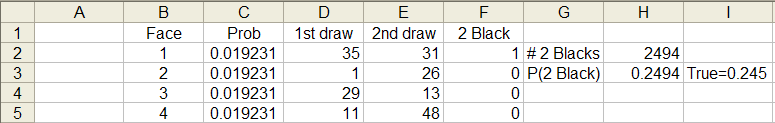 A B C D E F G H I
1 Face Prob 1st draw 2nd draw 2 Black
2 1 0.019231 35 31 1 # 2 Blacks 2494
3 2 0.019231 1 26 0 P(2 Black) 0.2494 True=0.245
4 3 0.019231 29 13 0
5 4 0.019231 11 48 0